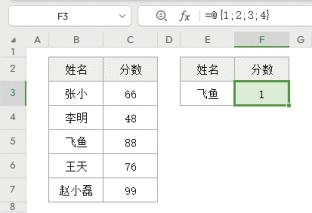 F3 fx =@{1;2;3;4}
A B C D E F G
1
2 姓名 分数 姓名 分数
3 张小 66 飞鱼 1
4 李明 48
5 飞鱼 88
6 王天 76
7 赵小磊 99
8